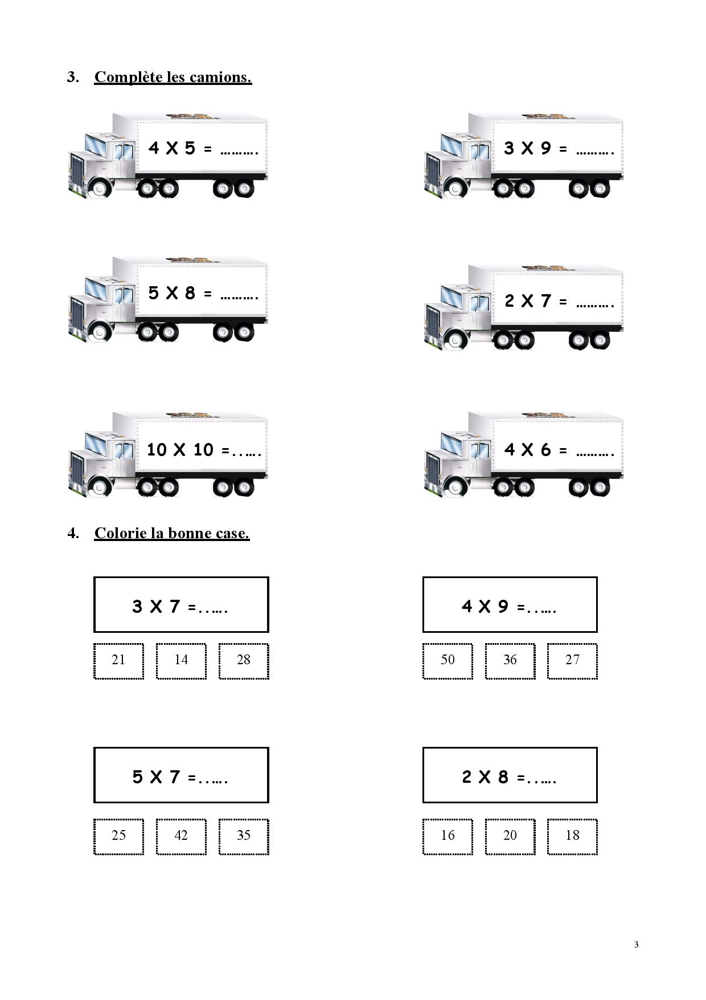 3. Complète les camions.
4 X 5 = ……….
3 X 9 = ……….
5 X 8 = ……….
2 X 7 = ……….
10 X 10 =..….
4 X 6 = ……….
4. Colorie la bonne case.
3 X 7 =..….
4 X 9 =..….
21 14 28
50 36 27
5 X 7 =..….
2 X 8 =..….
25 42 35
16 20 18
3